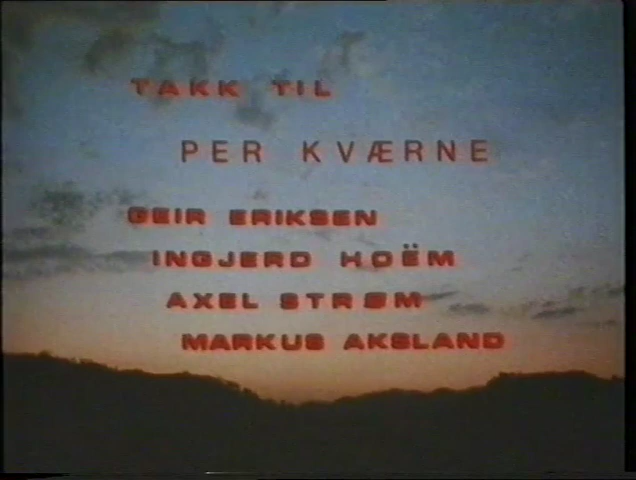 TAKK TIL
PER KVÆRNE
GEIR ERIKSEN
INGJERD HOËM
AXEL STRØM
MARKUS AKSLAND